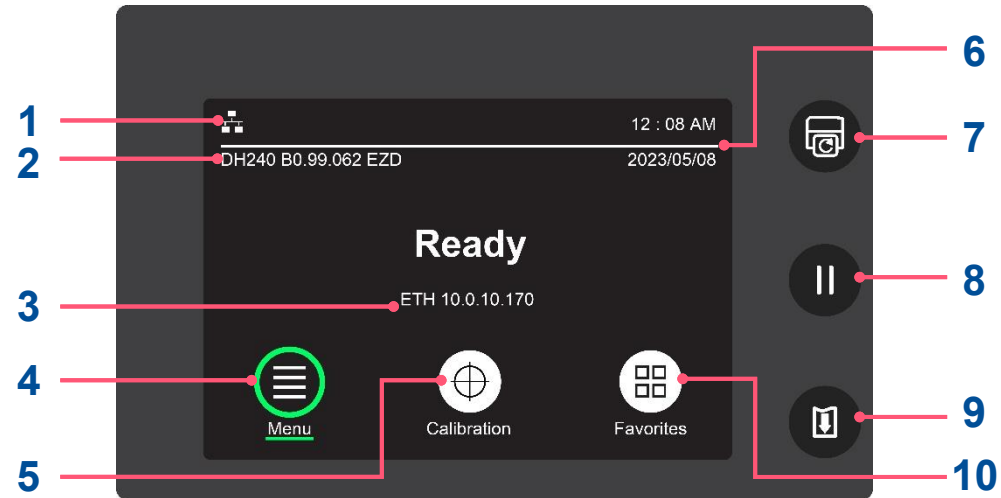 1
12 : 08 AM
6
2
DH240 B0.99.062 EZD
2023/05/08
7
Ready
3
ETH 10.0.10.170
8
4
Menu
Calibration
Favorites
9
5
10